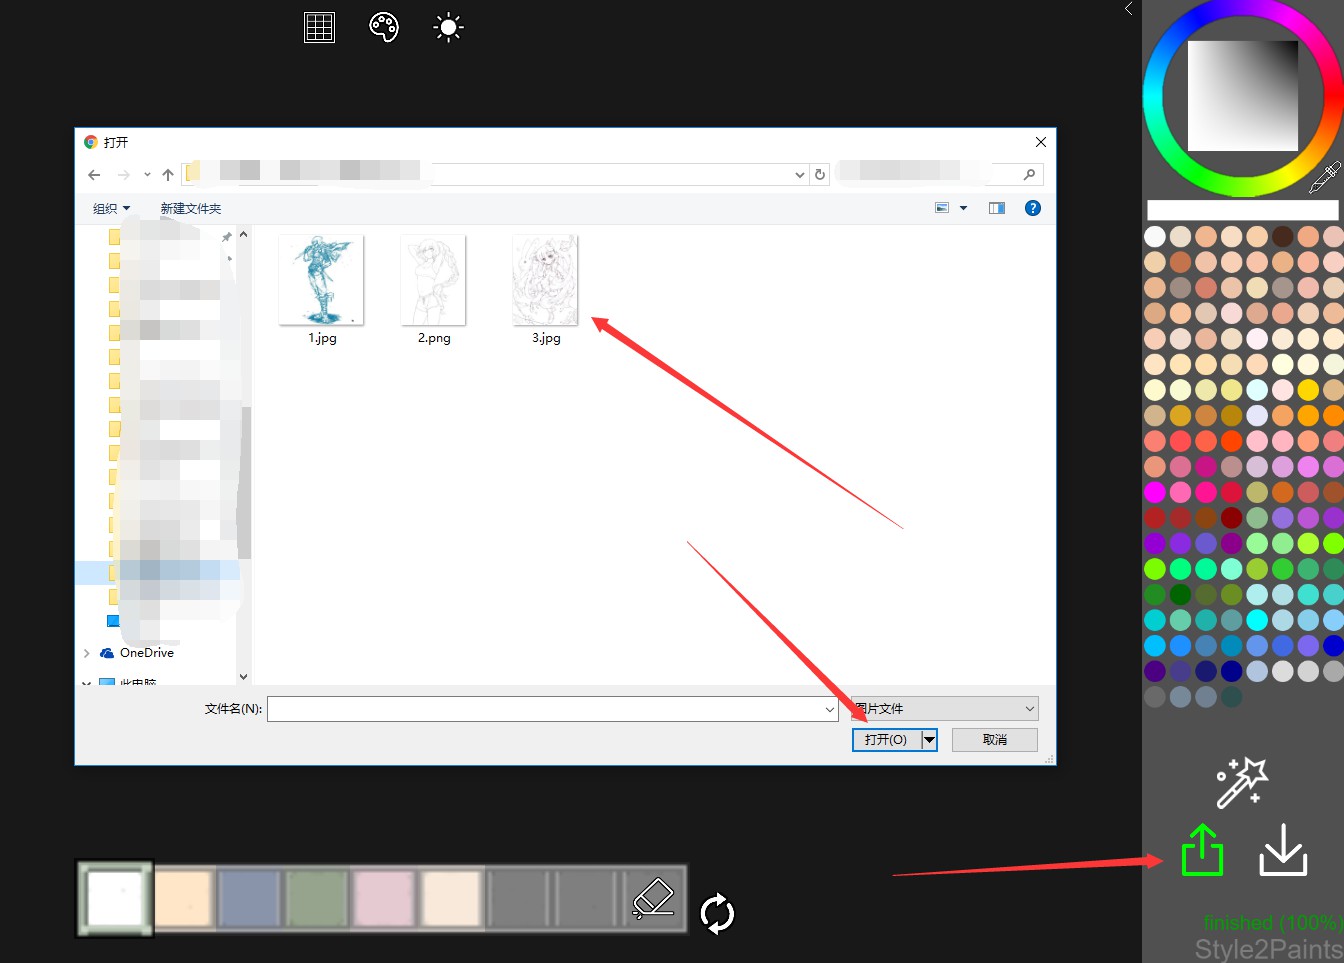 打开
组织
新建文件夹
1.jpg
2.png
3.jpg
OneDrive
此电脑
文件名(N):
图片文件
打开(O)
取消
finished (100%)
Style2Paints